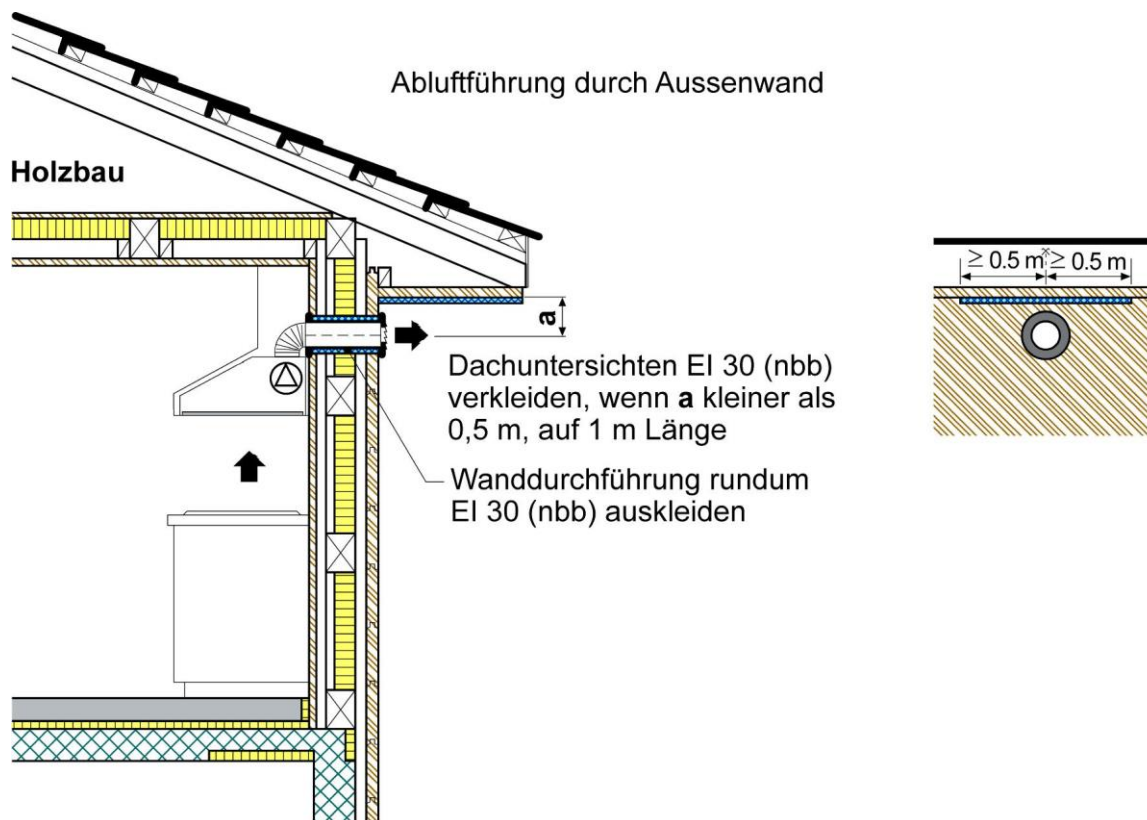 Abluftführung durch Aussenwand
Holzbau
≥ 0.5 m ≥ 0.5 m
a
Dachuntersichten EI 30 (nbb)
verkleiden, wenn a kleiner als
0,5 m, auf 1 m Länge
Wanddurchführung rundum
EI 30 (nbb) auskleiden